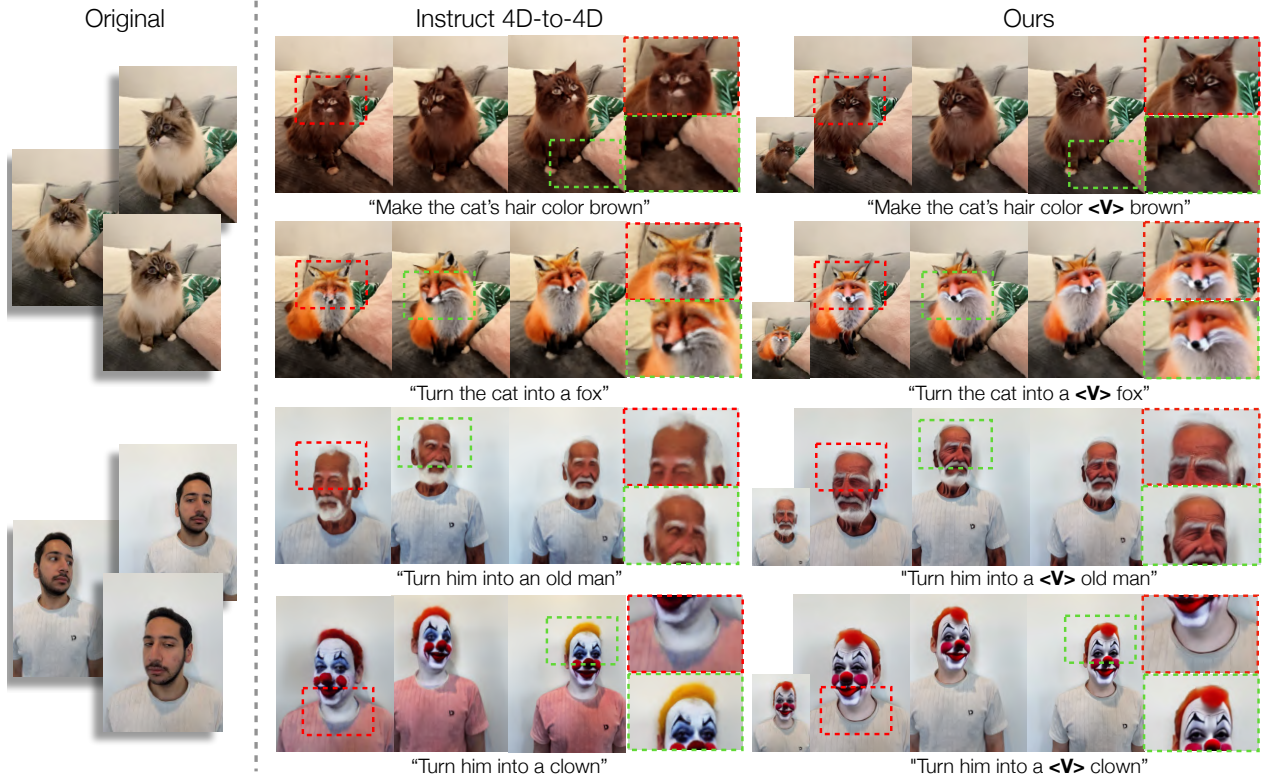 Original
Instruct 4D-to-4D
Ours
“Make the cat’s hair color brown”
“Make the cat’s hair color <V> brown”
“Turn the cat into a fox”
“Turn the cat into a <V> fox”
“Turn him into an old man”
"Turn him into a <V> old man”
“Turn him into a clown”
"Turn him into a <V> clown”